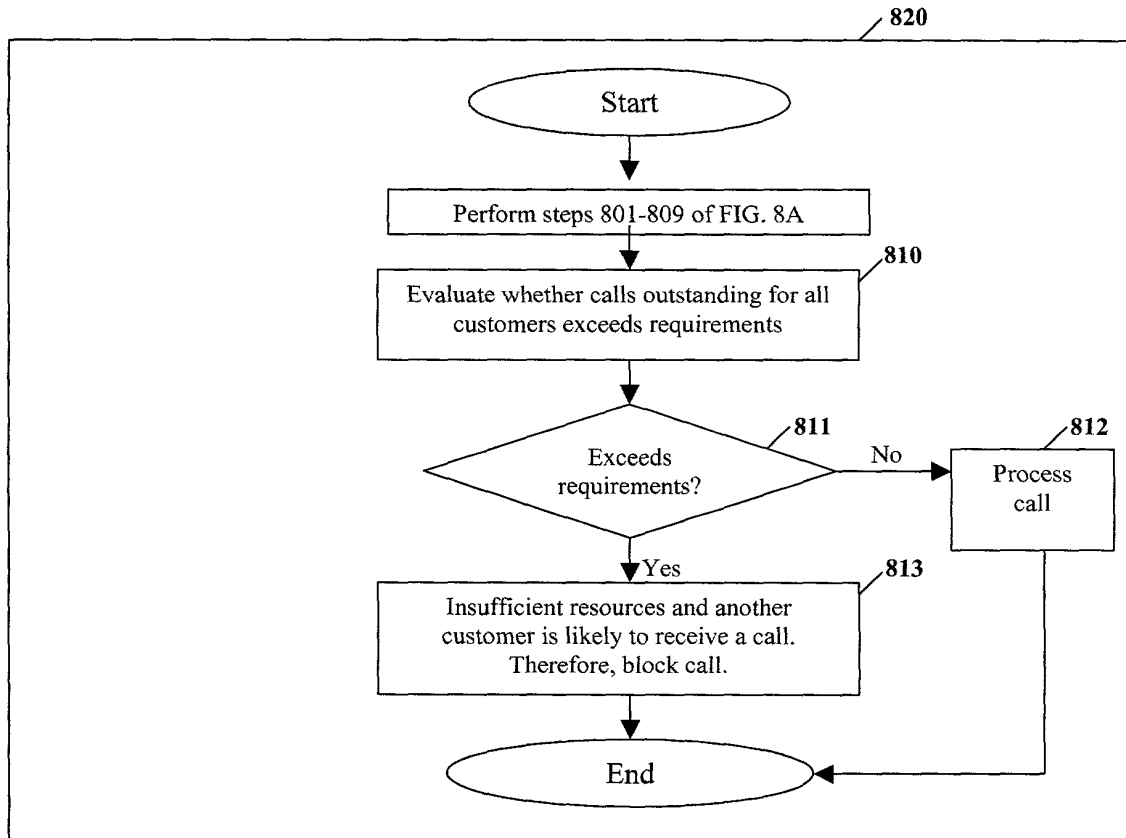 820
Start
Perform steps 801-809 of FIG. 8A
810
Evaluate whether calls outstanding for all
customers exceeds requirements
811
Exceeds
requirements?
No
812
Process
call
Yes
813
Insufficient resources and another
customer is likely to receive a call.
Therefore, block call.
End